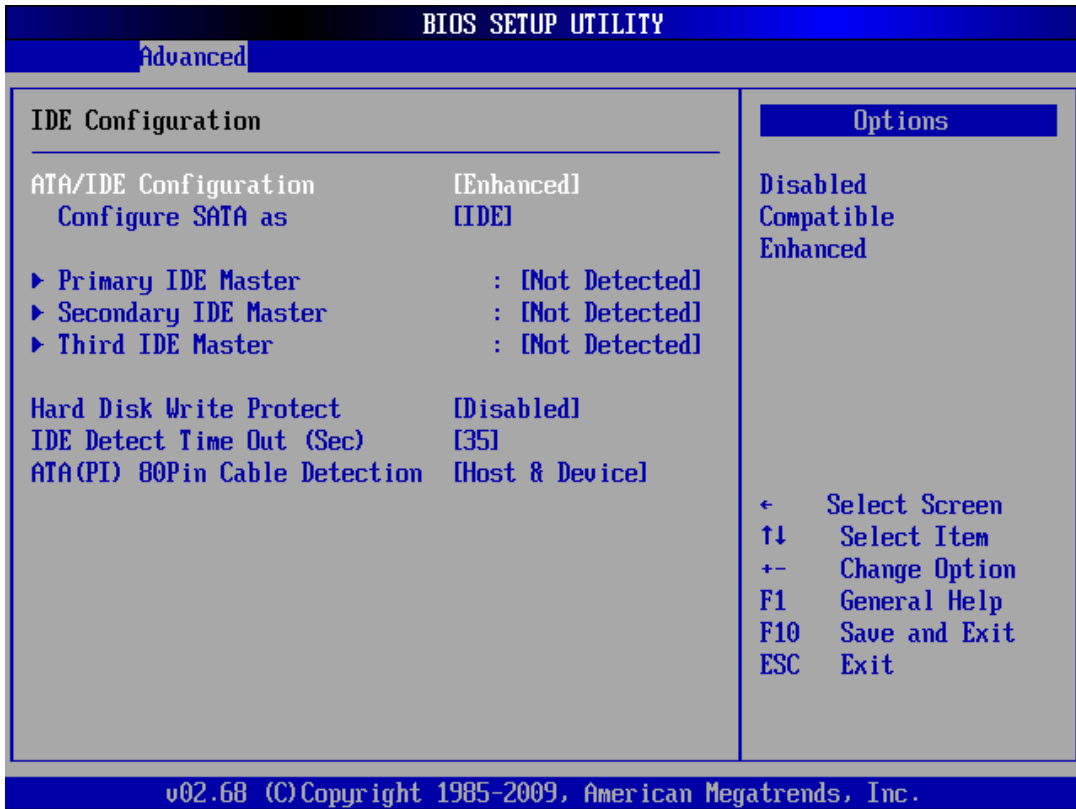 BIOS SETUP UTILITY
Advanced
IDE Configuration
ATA/IDE Configuration [Enhanced]
Configure SATA as [IDE]
▶ Primary IDE Master : [Not Detected]
▶ Secondary IDE Master : [Not Detected]
▶ Third IDE Master : [Not Detected]
Hard Disk Write Protect [Disabled]
IDE Detect Time Out (Sec) [35]
ATA(PI) 80Pin Cable Detection [Host & Device]
Options
Disabled
Compatible
Enhanced
← Select Screen
↑↓ Select Item
+- Change Option
F1 General Help
F10 Save and Exit
ESC Exit
v02.68 (C)Copyright 1985-2009, American Megatrends, Inc.